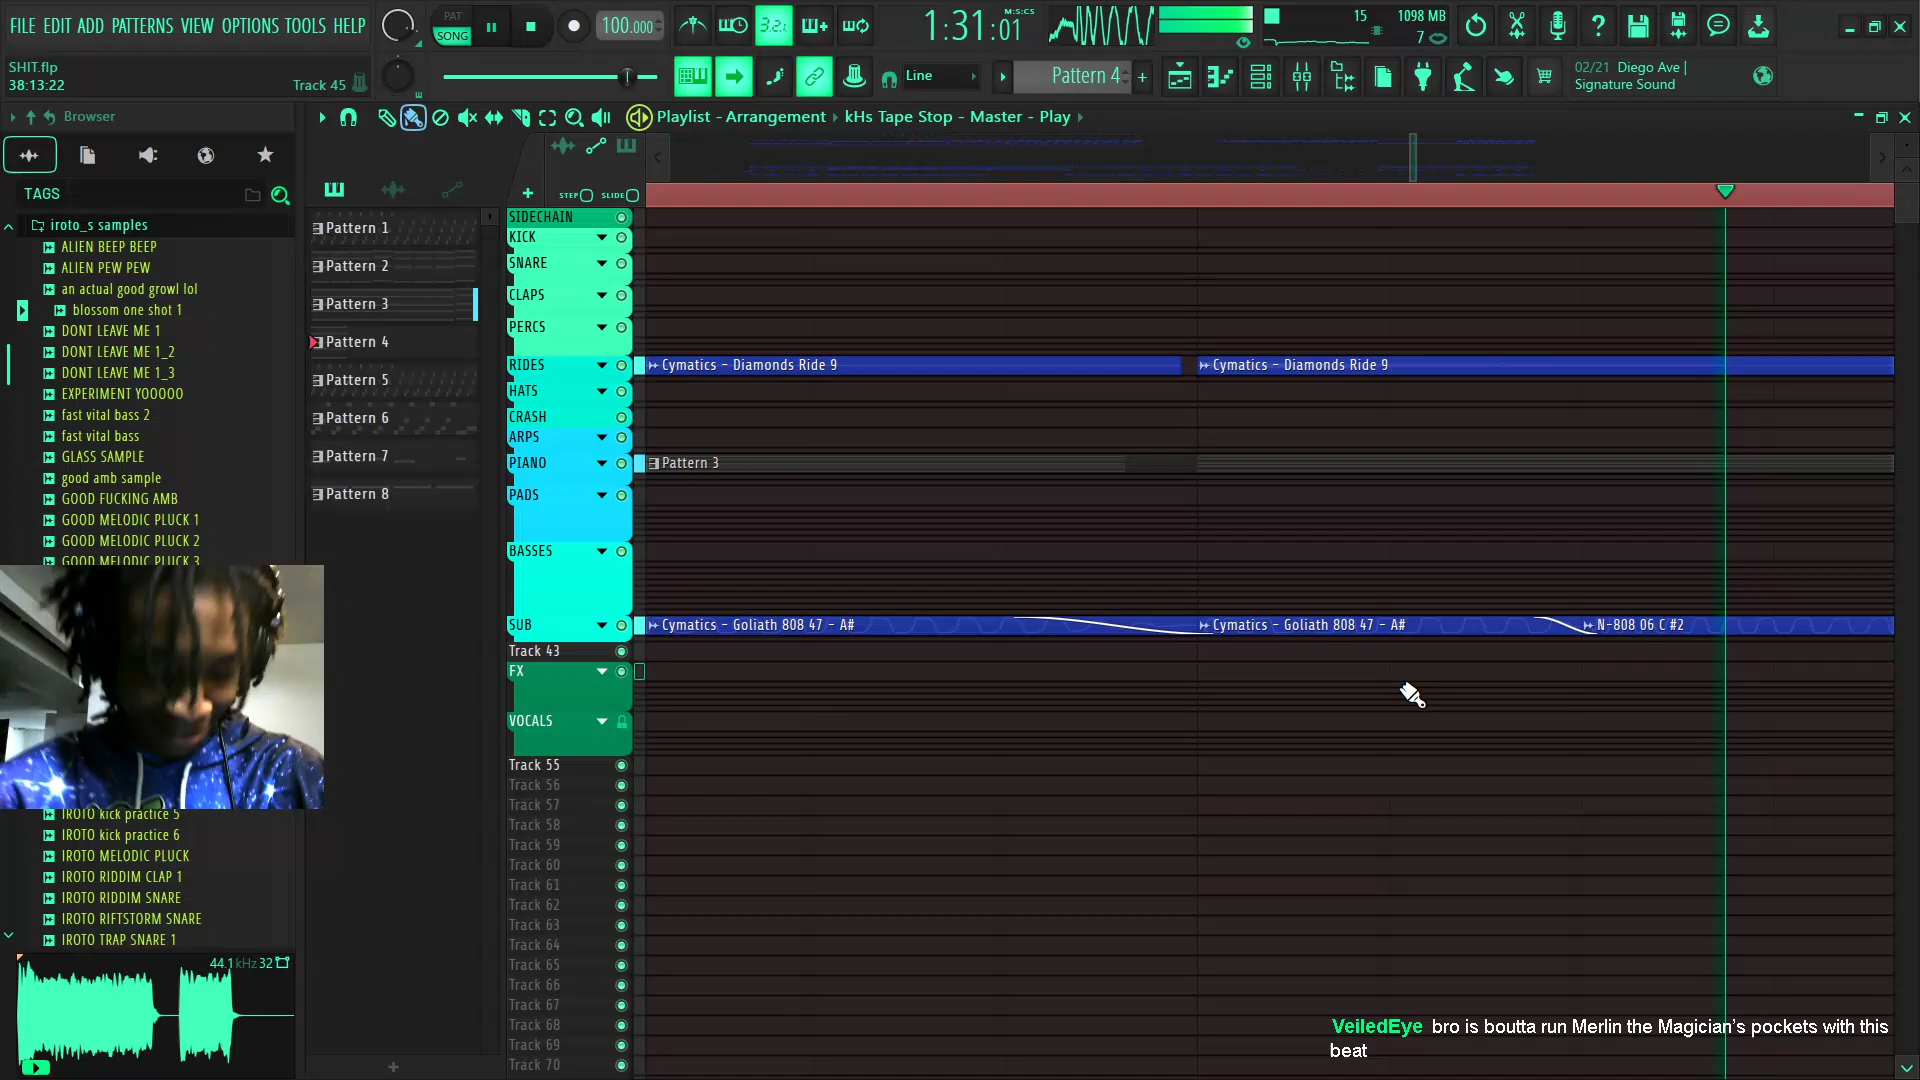 FILE EDIT ADD PATTERNS VIEW OPTIONS TOOLS HELP
PAT
SONG
100.000
3.2.
1:31:01
M:S:CS
15
1098 MB
7
SHIT.flp
38:13:22
Track 45
Line
Pattern 4
02/21 Diego Ave |
Signature Sound
Browser
Playlist - Arrangement
kHs Tape Stop - Master - Play
TAGS
STEP
SLIDE
iroto_s samples
ALIEN BEEP BEEP
ALIEN PEW PEW
an actual good growl lol
blossom one shot 1
DONT LEAVE ME 1
DONT LEAVE ME 1_2
DONT LEAVE ME 1_3
EXPERIMENT YOOOOO
fast vital bass 2
fast vital bass
GLASS SAMPLE
good amb sample
GOOD FUCKING AMB
GOOD MELODIC PLUCK 1
GOOD MELODIC PLUCK 2
GOOD MELODIC PLUCK 3
IROTO kick practice 5
IROTO kick practice 6
IROTO MELODIC PLUCK
IROTO RIDDIM CLAP 1
IROTO RIDDIM SNARE
IROTO RIFTSTORM SNARE
IROTO TRAP SNARE 1
44.1kHz 32
Pattern 1
Pattern 2
Pattern 3
Pattern 4
Pattern 5
Pattern 6
Pattern 7
Pattern 8
SIDECHAIN
KICK
SNARE
CLAPS
PERCS
RIDES
Cymatics - Diamonds Ride 9
Cymatics - Diamonds Ride 9
HATS
CRASH
ARPS
PIANO
Pattern 3
PADS
BASSES
SUB
Cymatics - Goliath 808 47 - A#
Cymatics - Goliath 808 47 - A#
N-808 06 C #2
Track 43
FX
VOCALS
Track 55
Track 56
Track 57
Track 58
Track 59
Track 60
Track 61
Track 62
Track 63
Track 64
Track 65
Track 66
Track 67
Track 68
Track 69
Track 70
VeiledEye bro is boutta run Merlin the Magician's pockets with this
beat